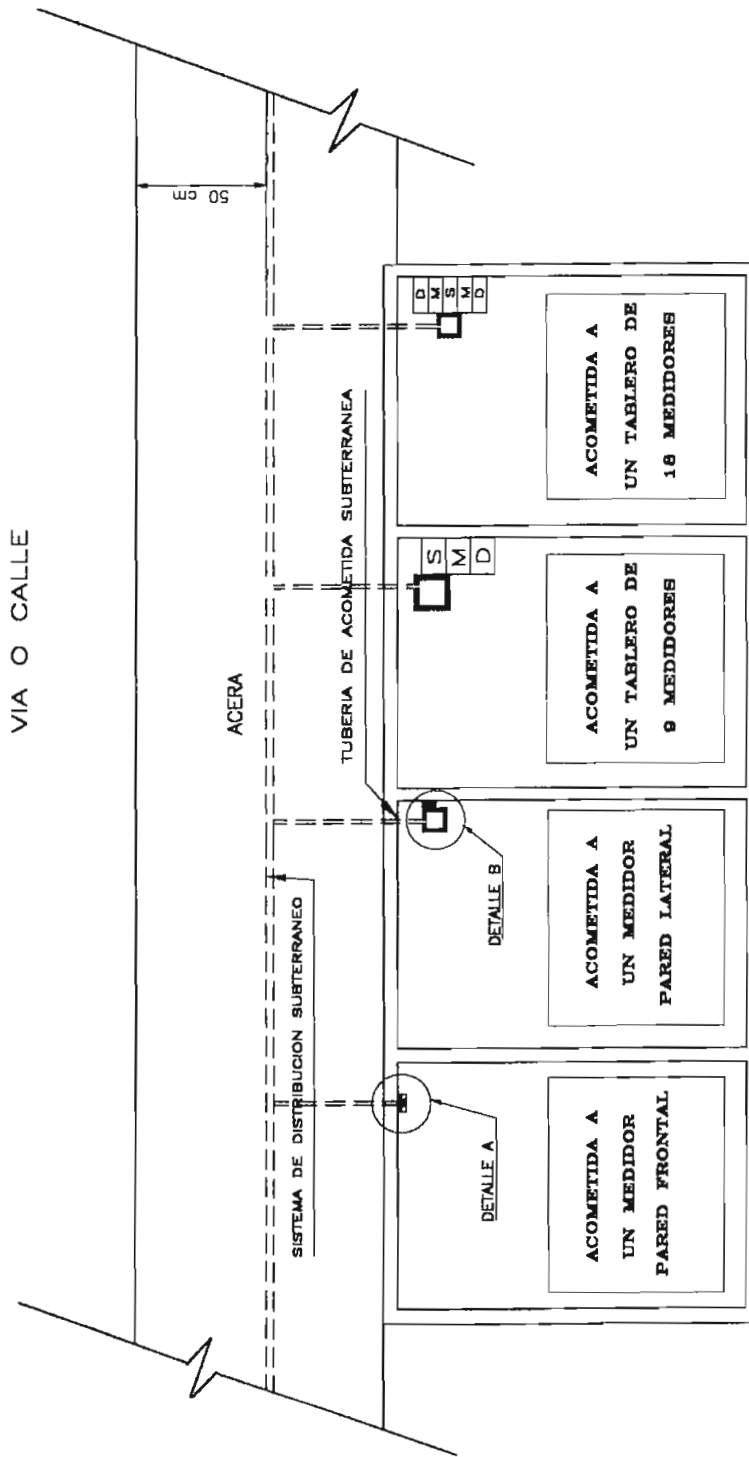 VIA O CALLE
50 cm
ACERA
SISTEMA DE DISTRIBUCION SUBTERRANEO
TUBERIA DE ACOMETIDA SUBTERRANEA
DETALLE A
DETALLE B
S
M
D
D
M
S
M
D
ACOMETIDA A
UN MEDIDOR
PARED FRONTAL
ACOMETIDA A
UN MEDIDOR
PARED LATERAL
ACOMETIDA A
UN TABLERO DE
9 MEDIDORES
ACOMETIDA A
UN TABLERO DE
18 MEDIDORES